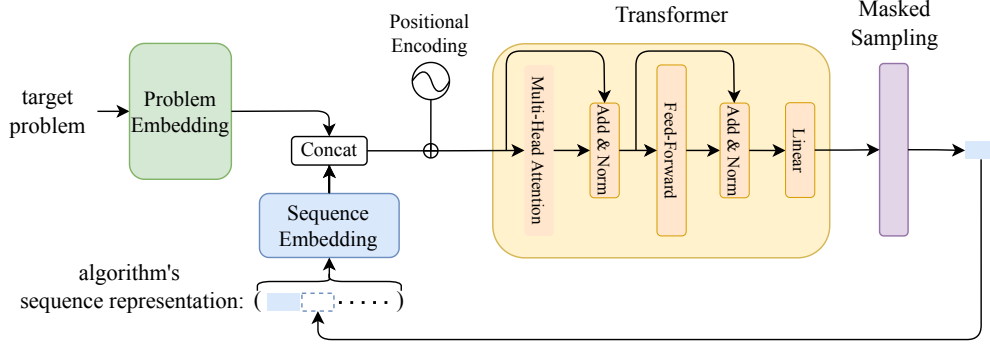 Transformer
Masked
Sampling
Positional
Encoding
target
problem
Problem
Embedding
Concat
Multi-Head Attention
Add & Norm
Feed-Forward
Add & Norm
Linear
Sequence
Embedding
algorithm's
sequence representation: ( ····· )